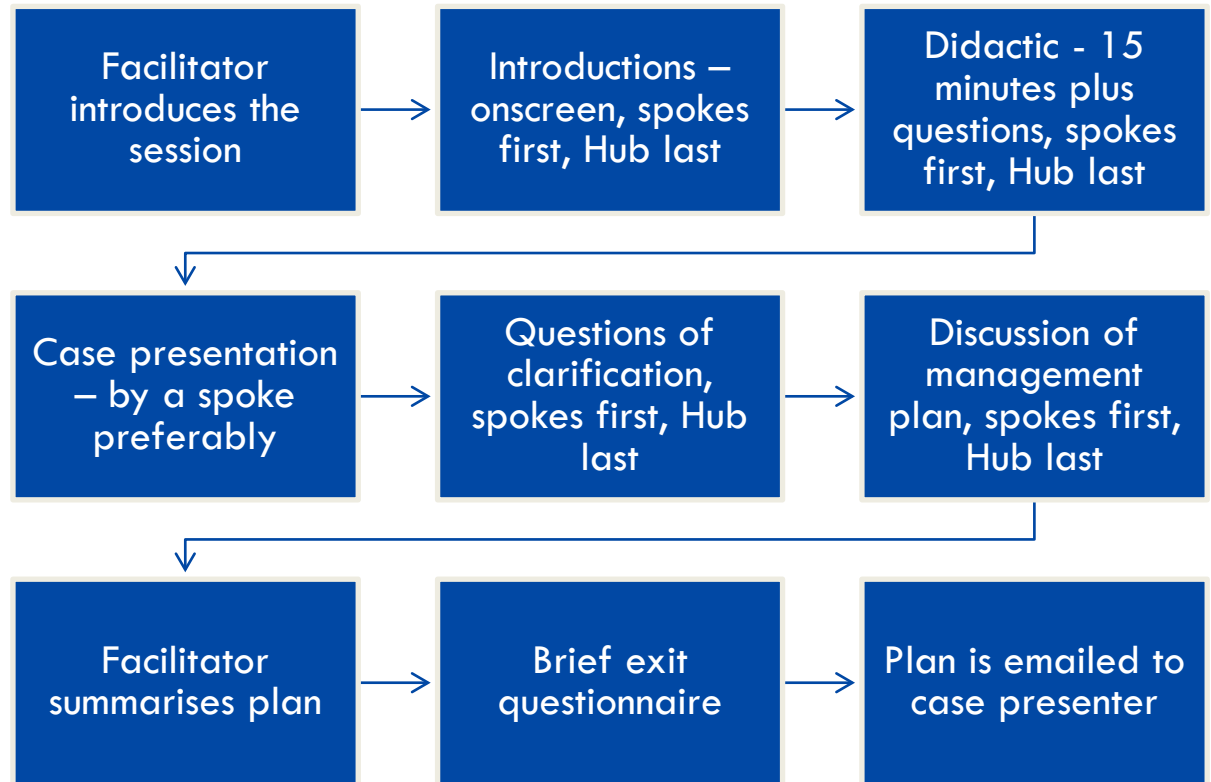 Facilitator
introduces the
session
Introductions –
onscreen, spokes
first, Hub last
Didactic - 15
minutes plus
questions, spokes
first, Hub last
Case presentation
– by a spoke
preferably
Questions of
clarification,
spokes first, Hub
last
Discussion of
management
plan, spokes first,
Hub last
Facilitator
summarises plan
Brief exit
questionnaire
Plan is emailed to
case presenter